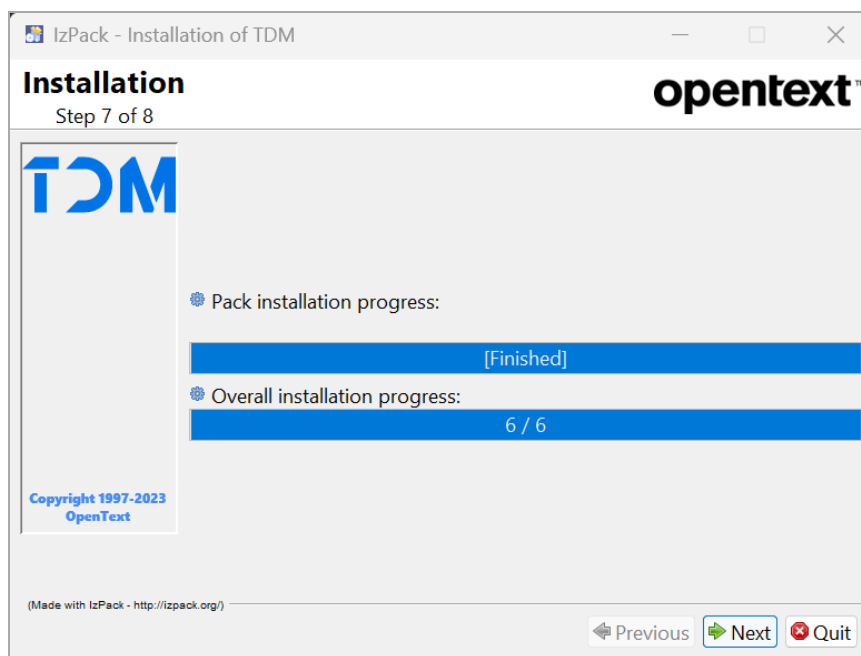 IzPack - Installation of TDM
Installation
Step 7 of 8
opentext™
TDM
Pack installation progress:
[Finished]
Overall installation progress:
6 / 6
Copyright 1997-2023
OpenText
(Made with IzPack - http://izpack.org/)
Previous
Next
Quit